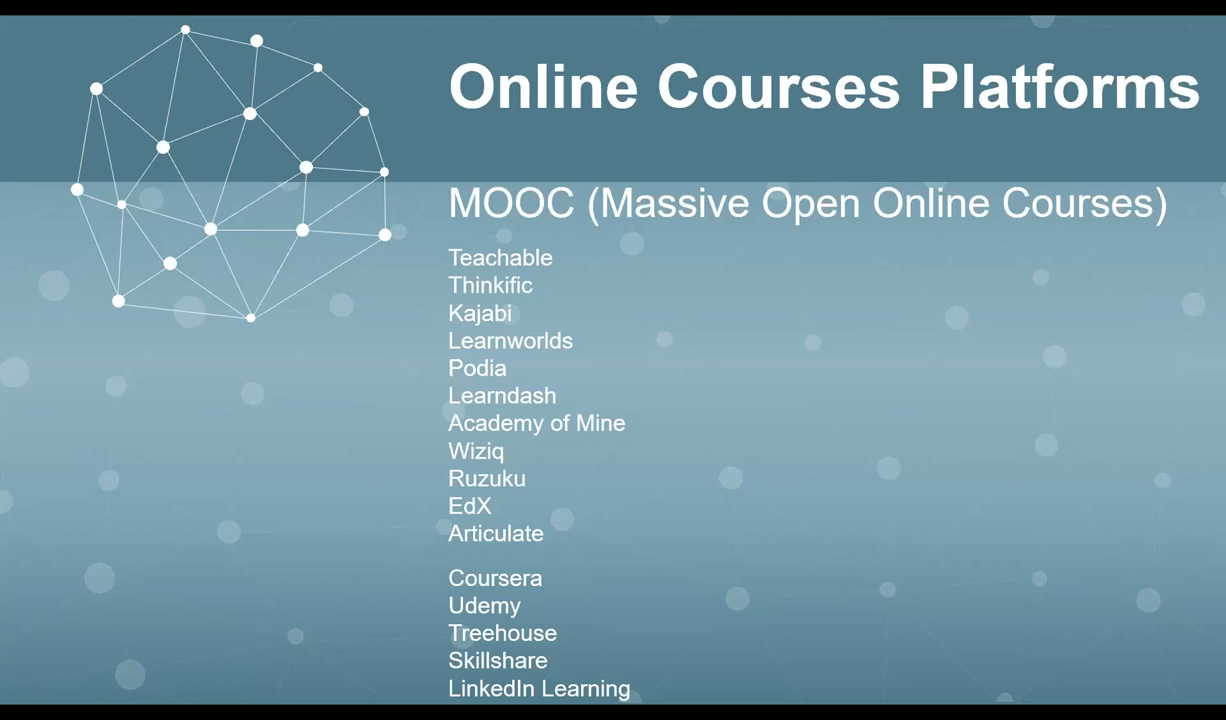 Online Courses Platforms
MOOC (Massive Open Online Courses)
Teachable
Thinkific
Kajabi
Learnworlds
Podia
Learndash
Academy of Mine
Wiziq
Ruzuku
EdX
Articulate
Coursera
Udemy
Treehouse
Skillshare
LinkedIn Learning